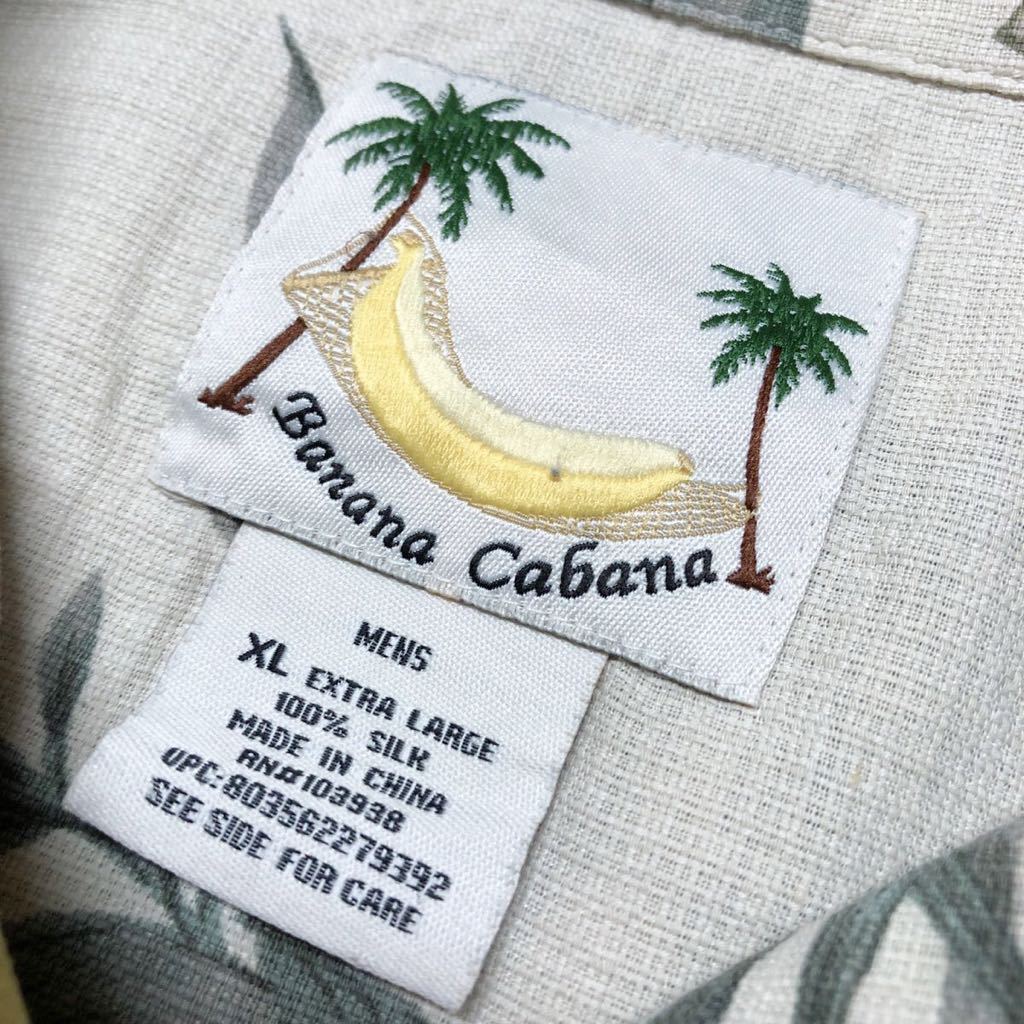 Banana Cabana
MENS
XL EXTRA LARGE
100% SILK
MADE IN CHINA
RN#103938
UPC:803562279392
SEE SIDE FOR CARE